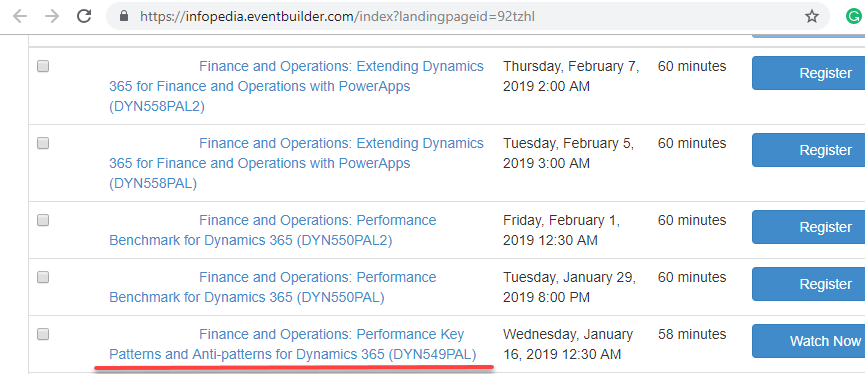 https://infopedia.eventbuilder.com/index?landingpageid=92tzhl
Finance and Operations: Extending Dynamics
365 for Finance and Operations with PowerApps
(DYN558PAL2)
Thursday, February 7,
2019 2:00 AM
60 minutes
Register
Finance and Operations: Extending Dynamics
365 for Finance and Operations with PowerApps
(DYN558PAL)
Tuesday, February 5,
2019 3:00 AM
60 minutes
Register
Finance and Operations: Performance
Benchmark for Dynamics 365 (DYN550PAL2)
Friday, February 1,
2019 12:30 AM
60 minutes
Register
Finance and Operations: Performance
Benchmark for Dynamics 365 (DYN550PAL)
Tuesday, January 29,
2019 8:00 PM
60 minutes
Register
Finance and Operations: Performance Key
Patterns and Anti-patterns for Dynamics 365 (DYN549PAL)
Wednesday, January
16, 2019 12:30 AM
58 minutes
Watch Now